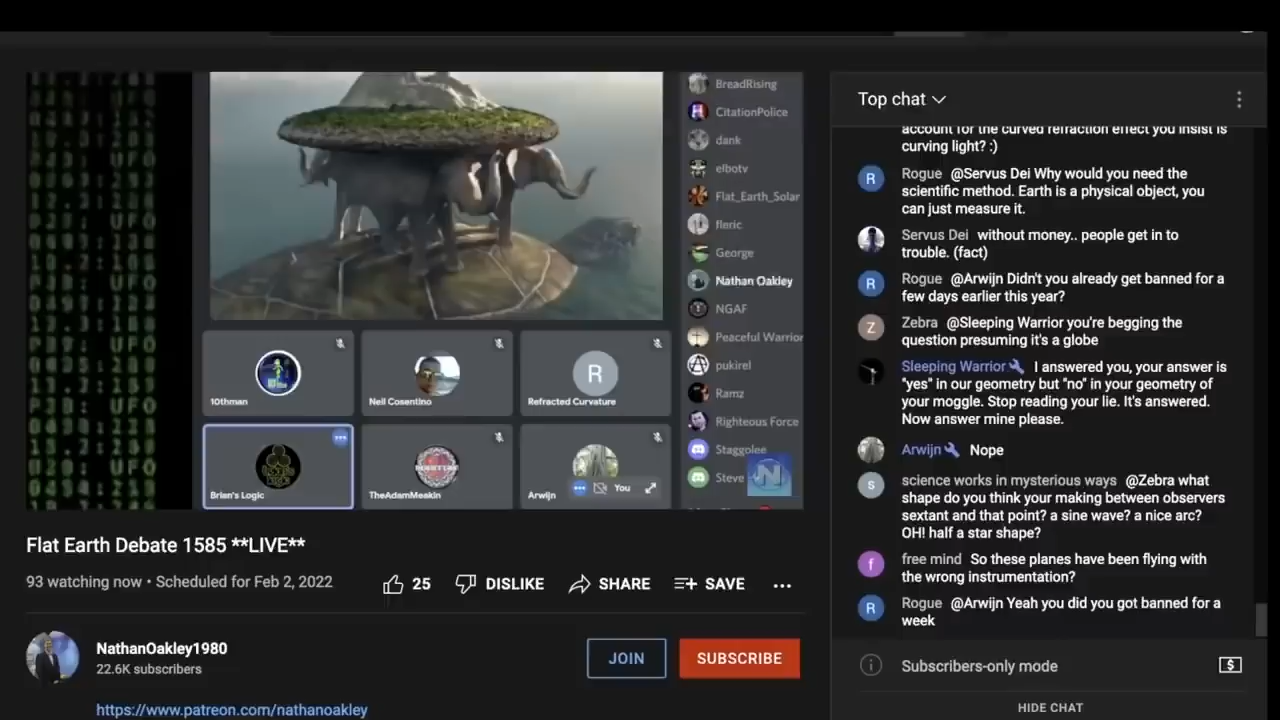 BreadRising
CitationPolice
dank
elbotv
Flat_Earth_Solar
fleric
George
Nathan Oakley
NGAF
Peaceful Warrior
pukirel
Ramz
Righteous Force
Staggolee
Steve
N
10thman
Neil Cosentino
R
Refracted Curvature
Brian's Logic
TheAdamMeakin
Arwijn
You
Flat Earth Debate 1585 **LIVE**
93 watching now • Scheduled for Feb 2, 2022
25
DISLIKE
SHARE
SAVE
NathanOakley1980
22.6K subscribers
JOIN
SUBSCRIBE
https://www.patreon.com/nathanoakley
Top chat
account for the curved refraction effect you insist is
curving light? :)
R
Rogue @Servus Dei Why would you need the
scientific method. Earth is a physical object, you
can just measure it.
Servus Dei without money.. people get in to
trouble. (fact)
R
Rogue @Arwijn Didn't you already get banned for a
few days earlier this year?
Z
Zebra @Sleeping Warrior you're begging the
question presuming it's a globe
Sleeping Warrior I answered you, your answer is
"yes" in our geometry but "no" in your geometry of
your moggle. Stop reading your lie. It's answered.
Now answer mine please.
Arwijn Nope
s
science works in mysterious ways @Zebra what
shape do you think your making between observers
sextant and that point? a sine wave? a nice arc?
OH! half a star shape?
f
free mind So these planes have been flying with
the wrong instrumentation?
R
Rogue @Arwijn Yeah you did you got banned for a
week
Subscribers-only mode
HIDE CHAT